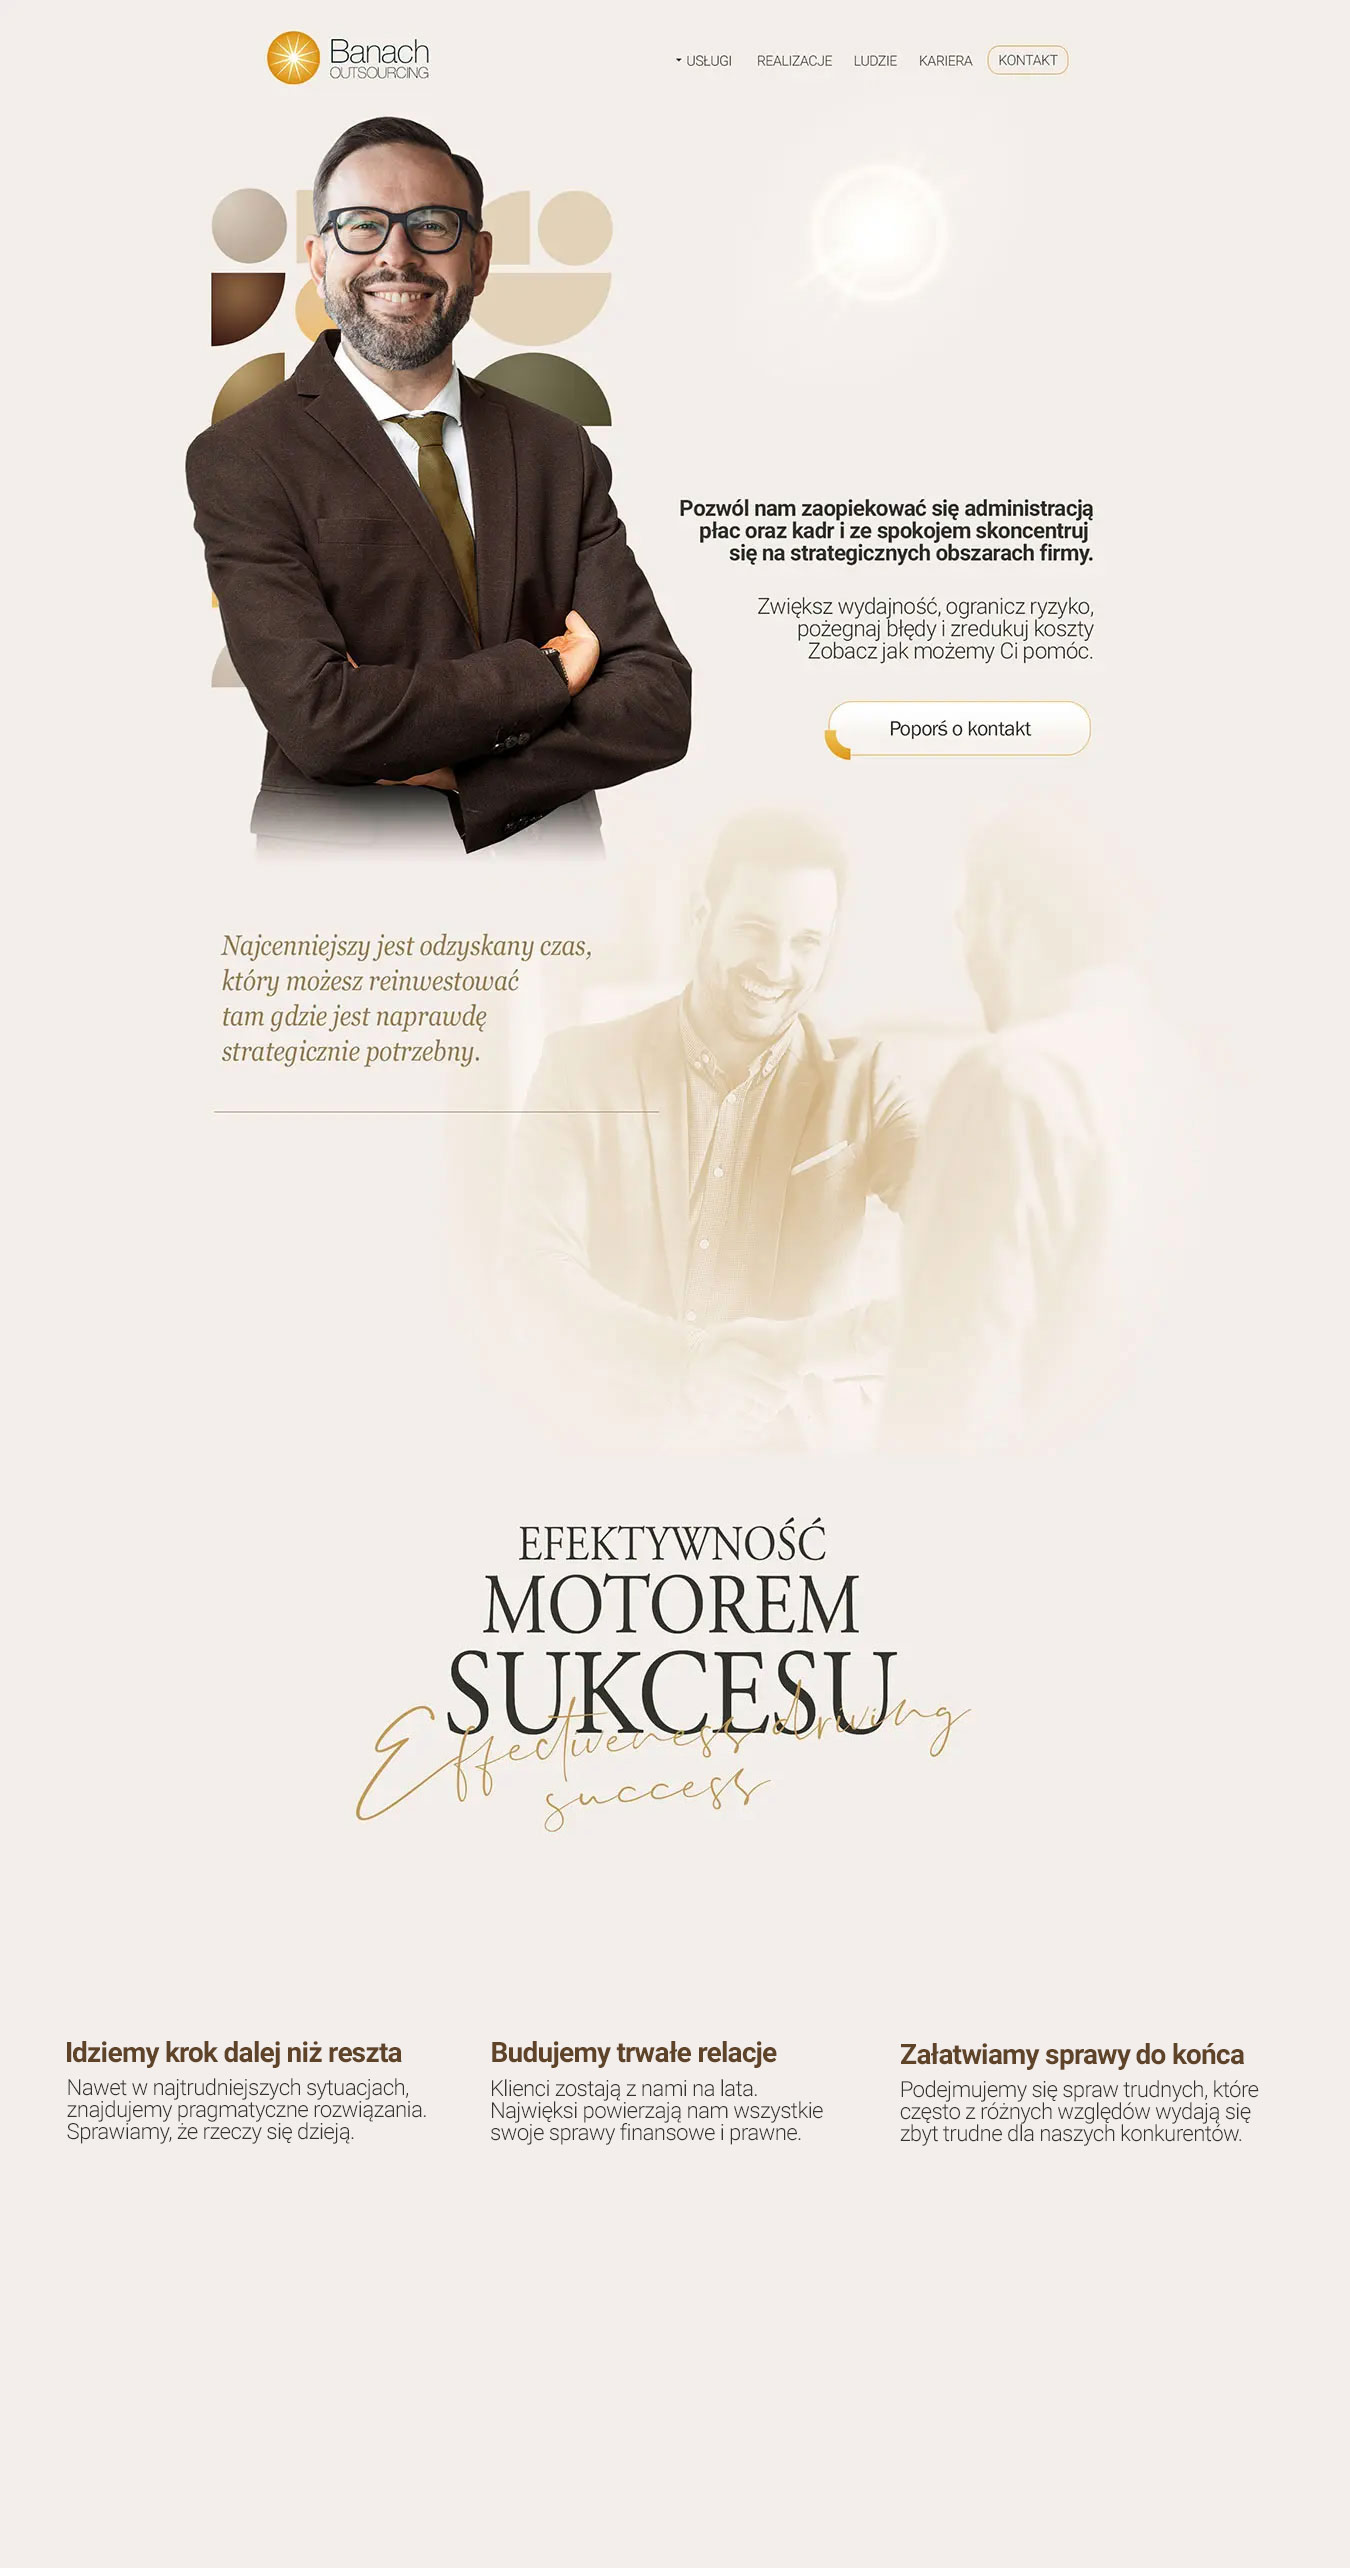 Banach
OUTSOURCING
USŁUGI
REALIZACJE
LUDZIE
KARIERA
KONTAKT
Pozwól nam zaopiekować się administracją
płac oraz kadr i ze spokojem skoncentruj
się na strategicznych obszarach firmy.
Zwiększ wydajność, ogranicz ryzyko,
pożegnaj błędy i zredukuj koszty
Zobacz jak możemy Ci pomóc.
Poporś o kontakt
Najcenniejszy jest odzyskany czas,
który możesz reinwestować
tam gdzie jest naprawdę
strategicznie potrzebny.
EFEKTYWNOŚĆ
MOTOREM
SUKCESU
Effectiveness driving
success
Idziemy krok dalej niż reszta
Nawet w najtrudniejszych sytuacjach,
znajdujemy pragmatyczne rozwiązania.
Sprawiamy, że rzeczy się dzieją.
Budujemy trwałe relacje
Klienci zostają z nami na lata.
Najwięksi powierzają nam wszystkie
swoje sprawy finansowe i prawne.
Załatwiamy sprawy do końca
Podejmujemy się spraw trudnych, które
często z różnych względów wydają się
zbyt trudne dla naszych konkurentów.